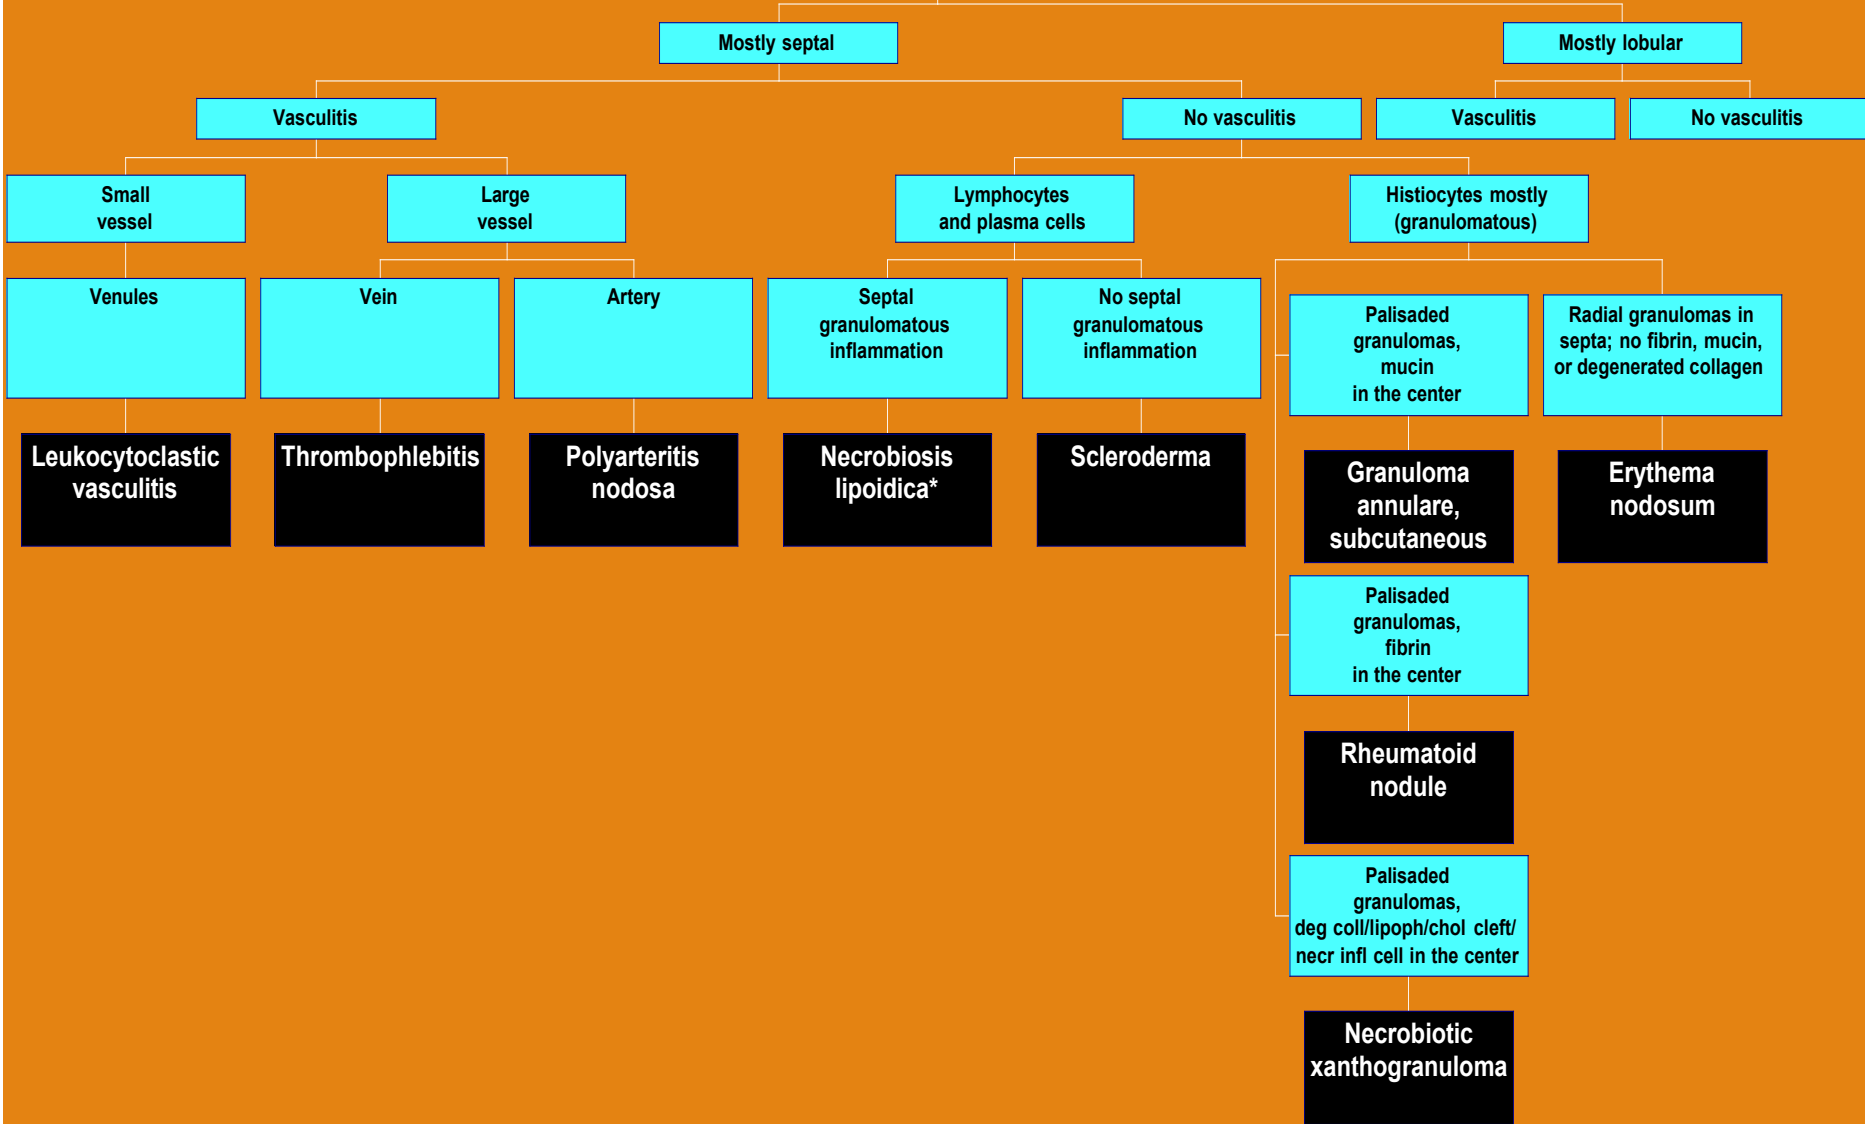 Mostly septal
Mostly lobular
Vasculitis
No vasculitis
Vasculitis
No vasculitis
Small
vessel
Large
vessel
Lymphocytes
and plasma cells
Histiocytes mostly
(granulomatous)
Venules
Vein
Artery
Septal
granulomatous
inflammation
No septal
granulomatous
inflammation
Palisaded
granulomas,
mucin
in the center
Radial granulomas in
septa; no fibrin, mucin,
or degenerated collagen
Leukocytoclastic
vasculitis
Thrombophlebitis
Polyarteritis
nodosa
Necrobiosis
lipoidica*
Scleroderma
Granuloma
annulare,
subcutaneous
Erythema
nodosum
Palisaded
granulomas,
fibrin
in the center
Rheumatoid
nodule
Palisaded
granulomas,
deg coll/lipoph/chol cleft/
necr infl cell in the center
Necrobiotic
xanthogranuloma